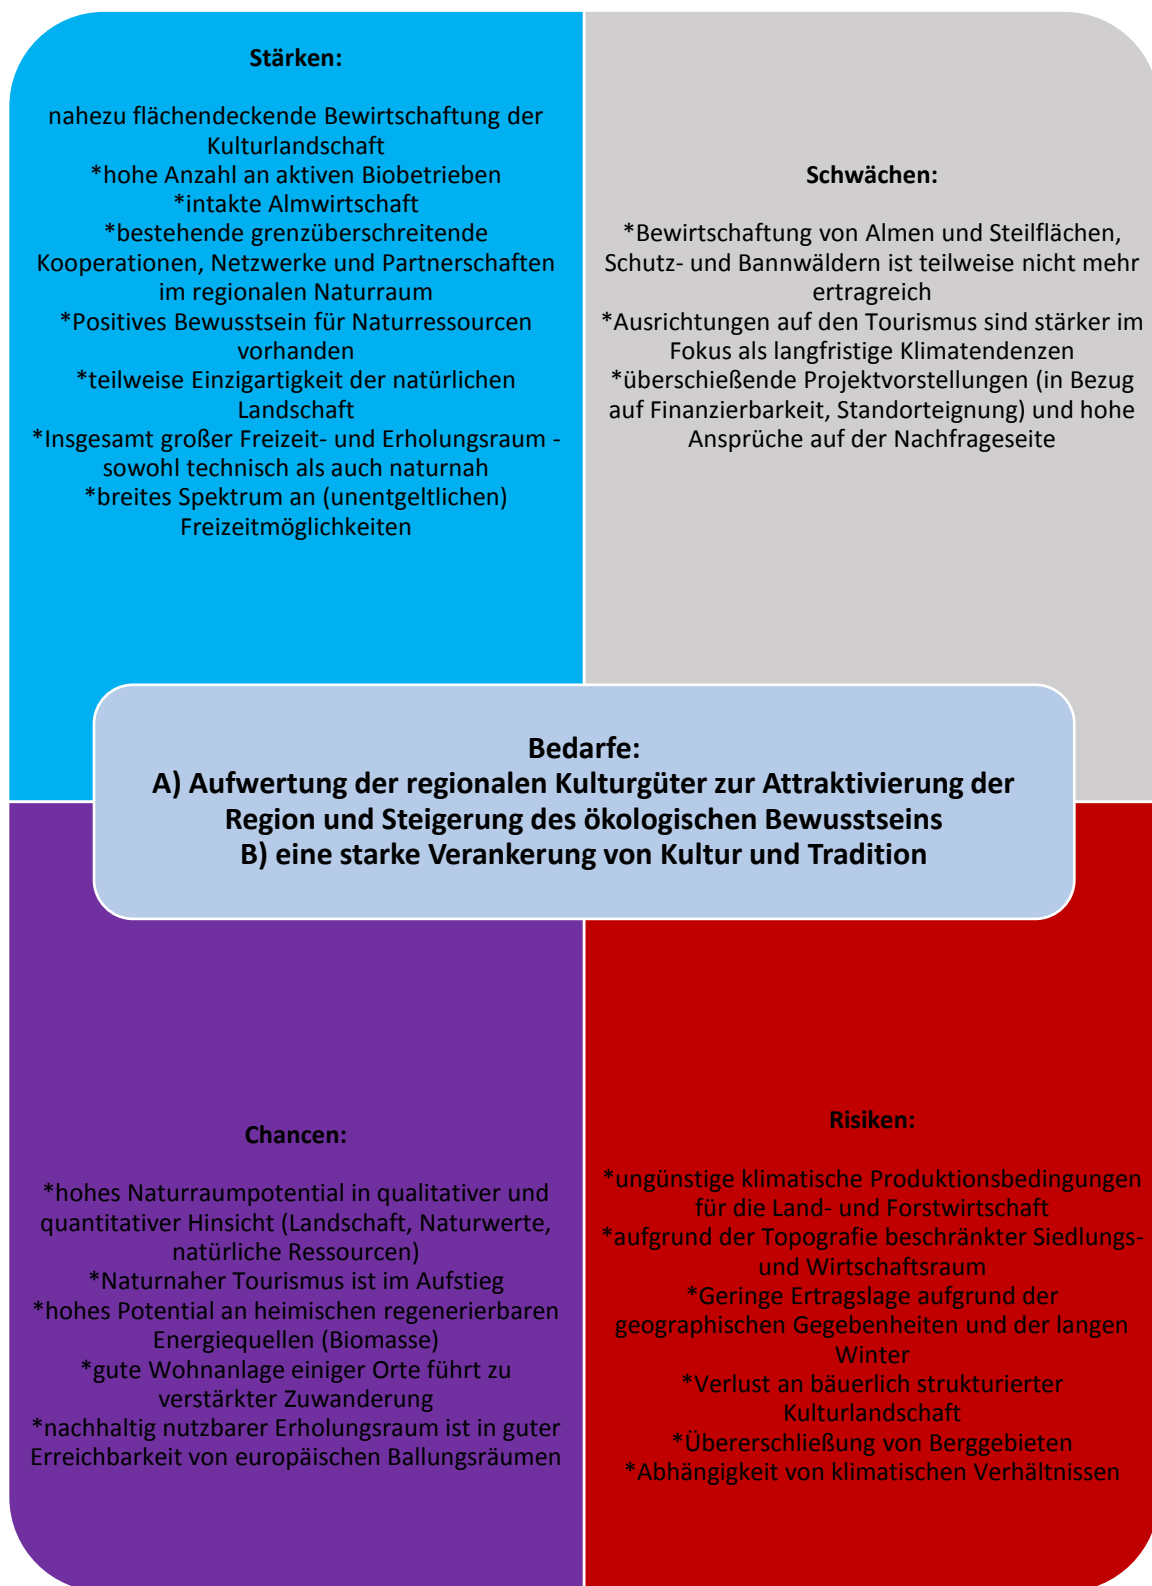 Stärken:
nahezu flächendeckende Bewirtschaftung der
Kulturlandschaft
*hohe Anzahl an aktiven Biobetrieben
*intakte Almwirtschaft
*bestehende grenzüberschreitende
Kooperationen, Netzwerke und Partnerschaften
im regionalen Naturraum
*Positives Bewusstsein für Naturressourcen
vorhanden
*teilweise Einzigartigkeit der natürlichen
Landschaft
*Insgesamt großer Freizeit- und Erholungsraum -
sowohl technisch als auch naturnah
*breites Spektrum an (unentgeltlichen)
Freizeitmöglichkeiten
Schwächen:
*Bewirtschaftung von Almen und Steilflächen,
Schutz- und Bannwäldern ist teilweise nicht mehr
ertragreich
*Ausrichtungen auf den Tourismus sind stärker im
Fokus als langfristige Klimatendenzen
*überschießende Projektvorstellungen (in Bezug
auf Finanzierbarkeit, Standorteignung) und hohe
Ansprüche auf der Nachfrageseite
Bedarfe:
A) Aufwertung der regionalen Kulturgüter zur Attraktivierung der
Region und Steigerung des ökologischen Bewusstseins
B) eine starke Verankerung von Kultur und Tradition
Chancen:
*hohes Naturraumpotential in qualitativer und
quantitativer Hinsicht (Landschaft, Naturwerte,
natürliche Ressourcen)
*Naturnaher Tourismus ist im Aufstieg
*hohes Potential an heimischen regenerierbaren
Energiequellen (Biomasse)
*gute Wohnanlage einiger Orte führt zu
verstärkter Zuwanderung
*nachhaltig nutzbarer Erholungsraum ist in guter
Erreichbarkeit von europäischen Ballungsräumen
Risiken:
*ungünstige klimatische Produktionsbedingungen
für die Land- und Forstwirtschaft
*aufgrund der Topografie beschränkter Siedlungs-
und Wirtschaftsraum
*Geringe Ertragslage aufgrund der
geographischen Gegebenheiten und der langen
Winter
*Verlust an bäuerlich strukturierter
Kulturlandschaft
*Übererschließung von Berggebieten
*Abhängigkeit von klimatischen Verhältnissen